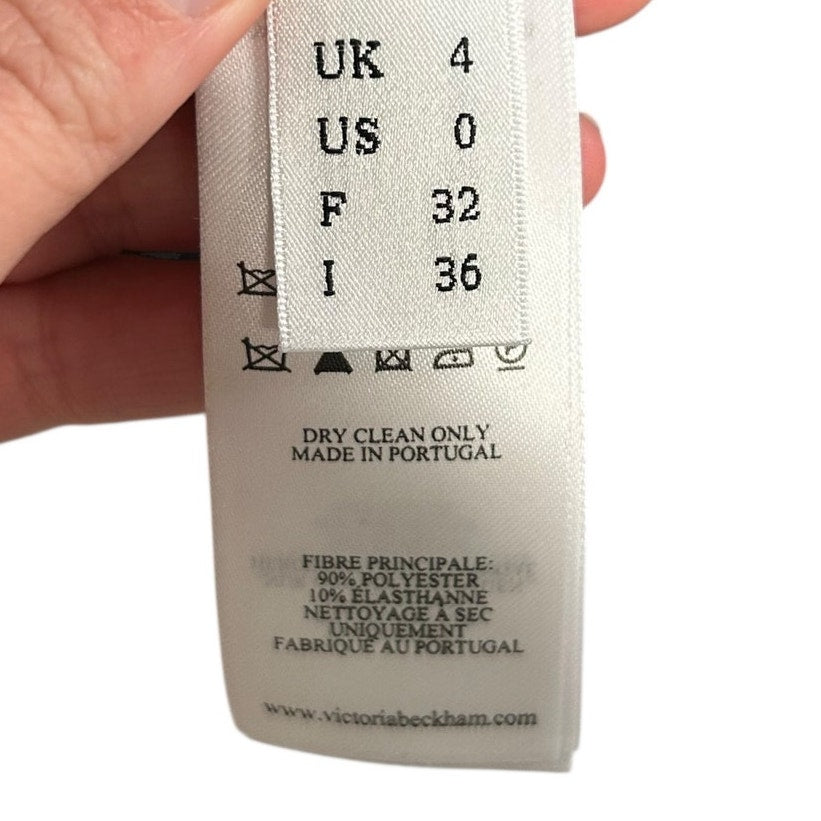 UK 4
US 0
F 32
I 36
DRY CLEAN ONLY
MADE IN PORTUGAL
FIBRE PRINCIPALE:
90% POLYESTER
10% ÉLASTHANNE
NETTOYAGE À SEC
UNIQUEMENT
FABRIQUÉ AU PORTUGAL
www.victoriabeckham.com